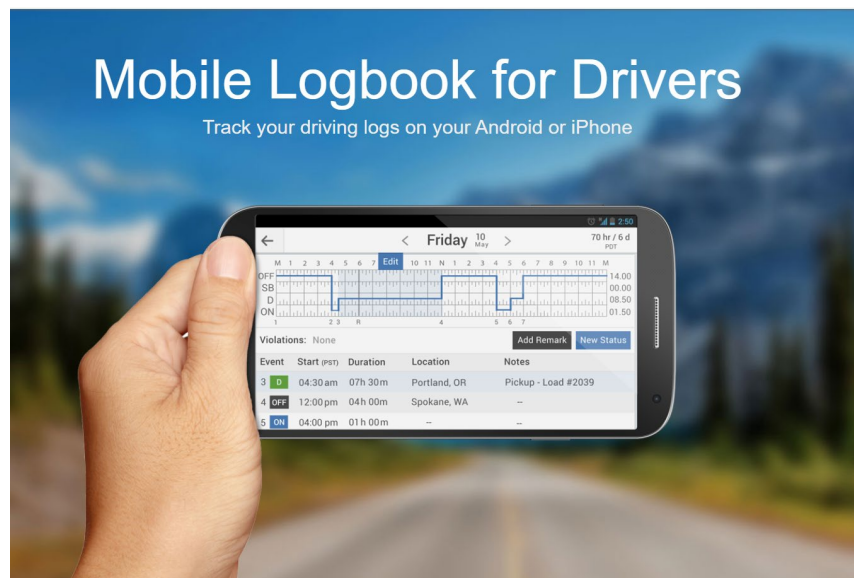 Mobile Logbook for Drivers
Track your driving logs on your Android or iPhone
2:50
< Friday 10 May > 70 hr / 6 d
PDT
M 1 2 3 4 5 6 7 Edit 10 11 N 1 2 3 4 5 6 7 8 9 10 11 M
OFF 14.00
SB 00.00
D 08.50
ON 01.50
1 2 3 R 4 5 6 7
Violations: None Add Remark New Status
Event Start (PST) Duration Location Notes
3 D 04:30 am 07h 30m Portland, OR Pickup - Load #2039
4 OFF 12:00 pm 04h 00m Spokane, WA --
5 ON 04:00 pm 01h 00m -- --